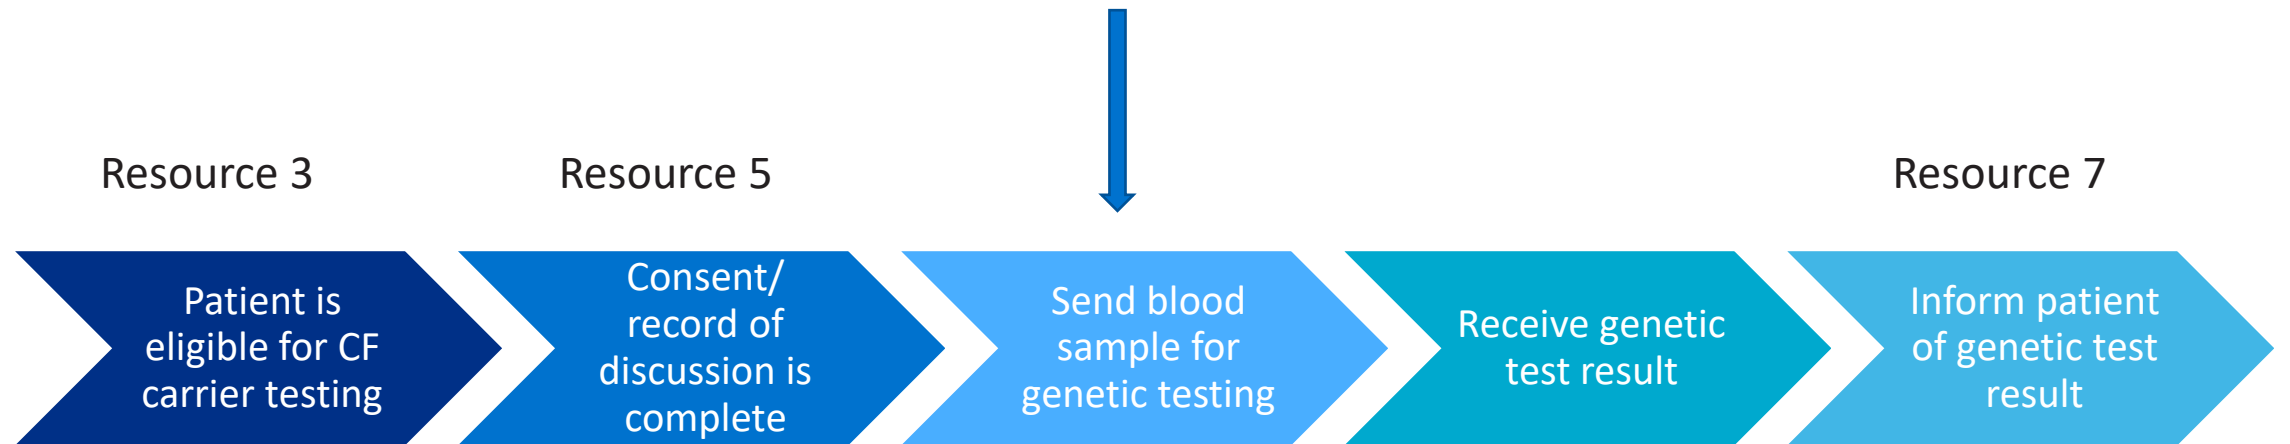 Resource 3
Resource 5
Resource 7
Patient is
eligible for CF
carrier testing
Consent/
record of
discussion is
complete
Send blood
sample for
genetic testing
Receive genetic
test result
Inform patient
of genetic test
result